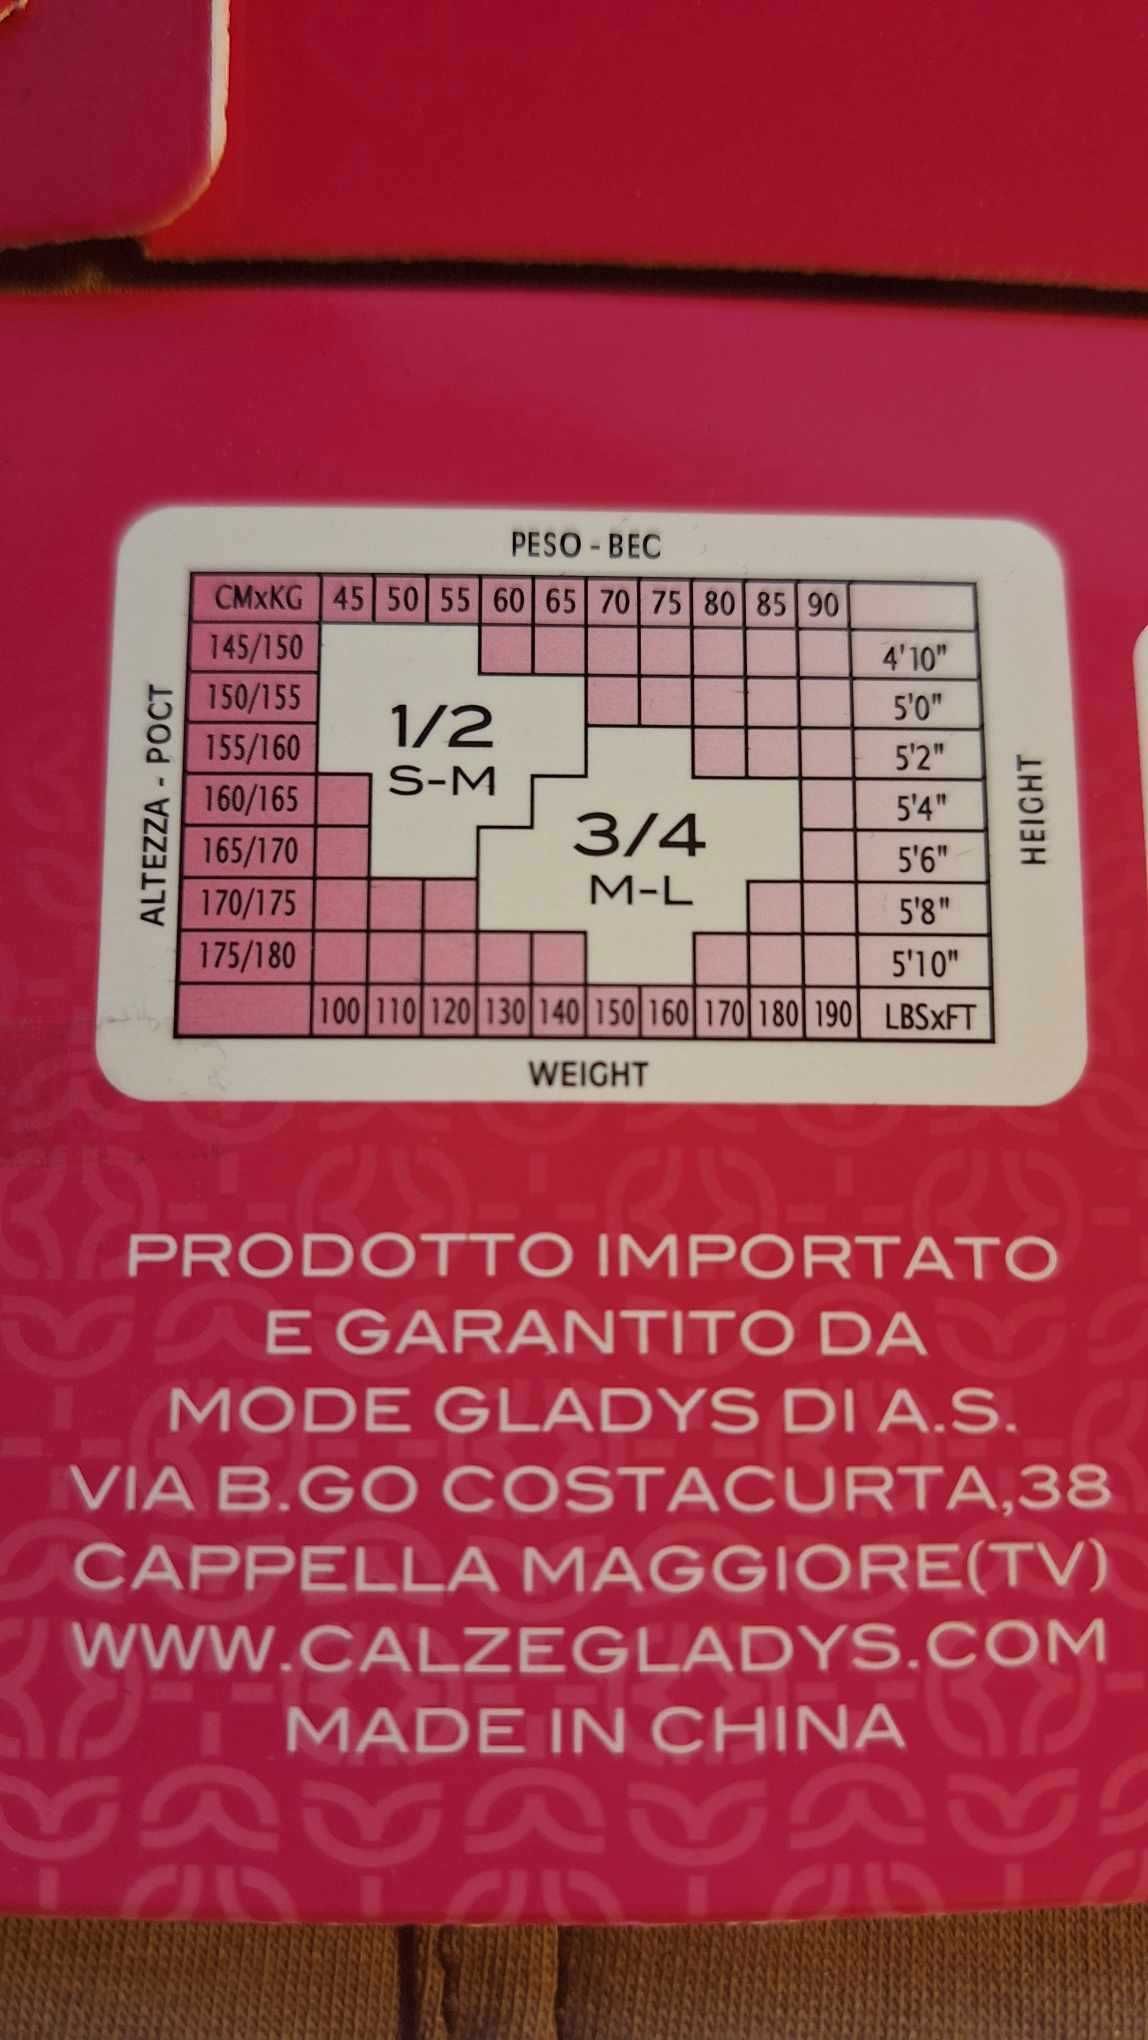 PESO - ВЕС
CMxKG 45 50 55 60 65 70 75 80 85 90
145/150 4'10"
150/155 5'0"
155/160 5'2"
160/165 5'4"
165/170 5'6"
170/175 5'8"
175/180 5'10"
100 110 120 130 140 150 160 170 180 190 LBSxFT
1/2
S-M
3/4
M-L
ALTEZZA - РОСТ
HEIGHT
WEIGHT
PRODOTTO IMPORTATO
E GARANTITO DA
MODE GLADYS DI A.S.
VIA B.GO COSTACURTA,38
CAPPELLA MAGGIORE(TV)
WWW.CALZEGLADYS.COM
MADE IN CHINA